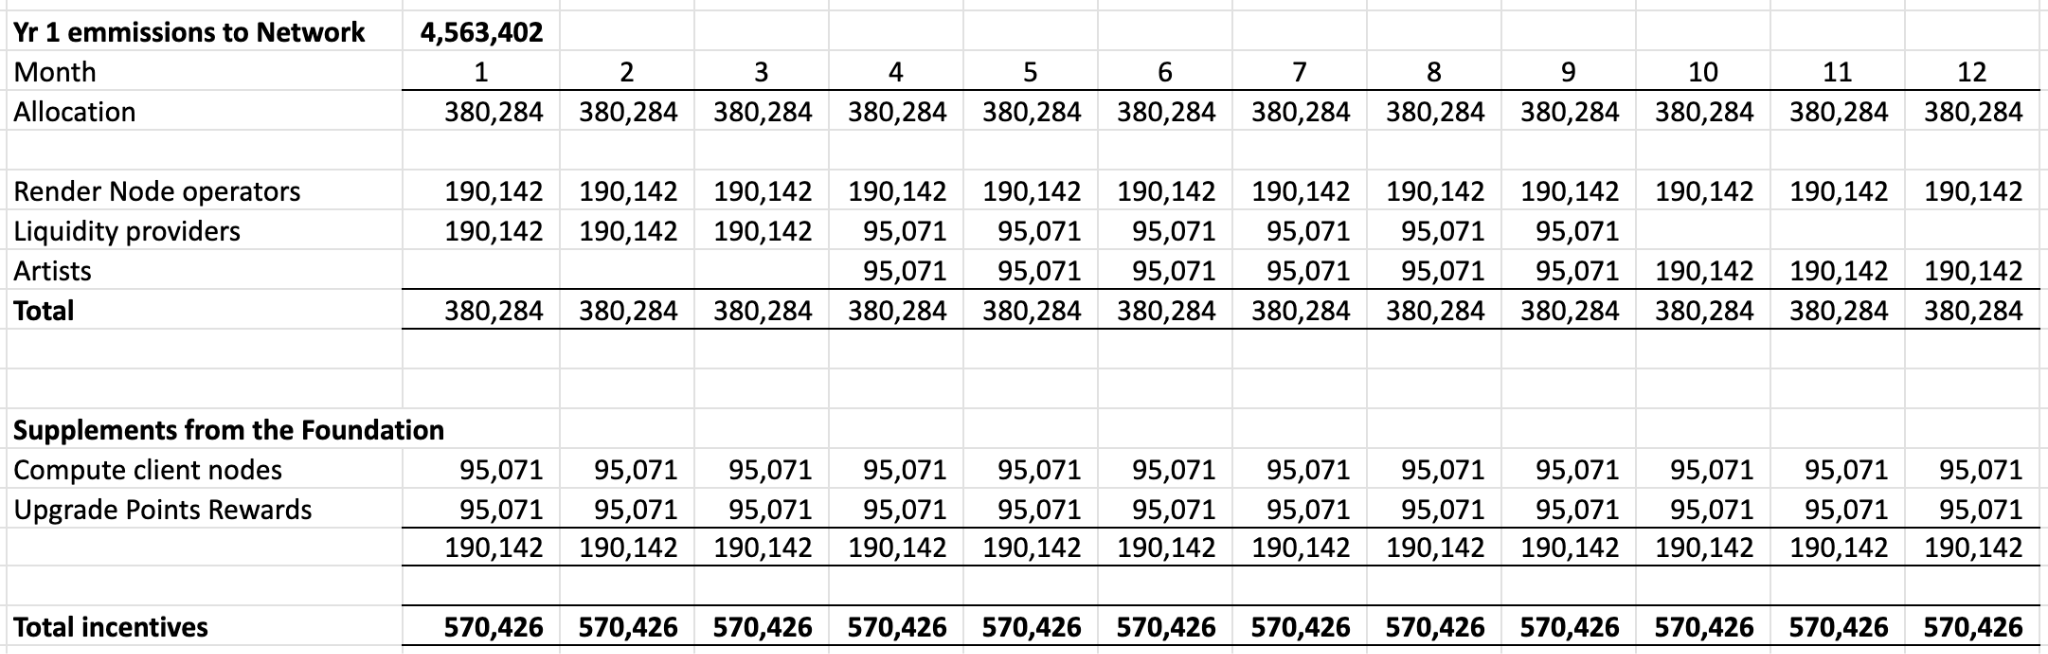 Yr 1 emmissions to Network 4,563,402
Month 1 2 3 4 5 6 7 8 9 10 11 12
Allocation 380,284 380,284 380,284 380,284 380,284 380,284 380,284 380,284 380,284 380,284 380,284 380,284
Render Node operators 190,142 190,142 190,142 190,142 190,142 190,142 190,142 190,142 190,142 190,142 190,142 190,142
Liquidity providers 190,142 190,142 190,142 95,071 95,071 95,071 95,071 95,071 95,071
Artists 95,071 95,071 95,071 95,071 95,071 95,071 190,142 190,142 190,142
Total 380,284 380,284 380,284 380,284 380,284 380,284 380,284 380,284 380,284 380,284 380,284 380,284
Supplements from the Foundation
Compute client nodes 95,071 95,071 95,071 95,071 95,071 95,071 95,071 95,071 95,071 95,071 95,071 95,071
Upgrade Points Rewards 95,071 95,071 95,071 95,071 95,071 95,071 95,071 95,071 95,071 95,071 95,071 95,071
190,142 190,142 190,142 190,142 190,142 190,142 190,142 190,142 190,142 190,142 190,142 190,142
Total incentives 570,426 570,426 570,426 570,426 570,426 570,426 570,426 570,426 570,426 570,426 570,426 570,426